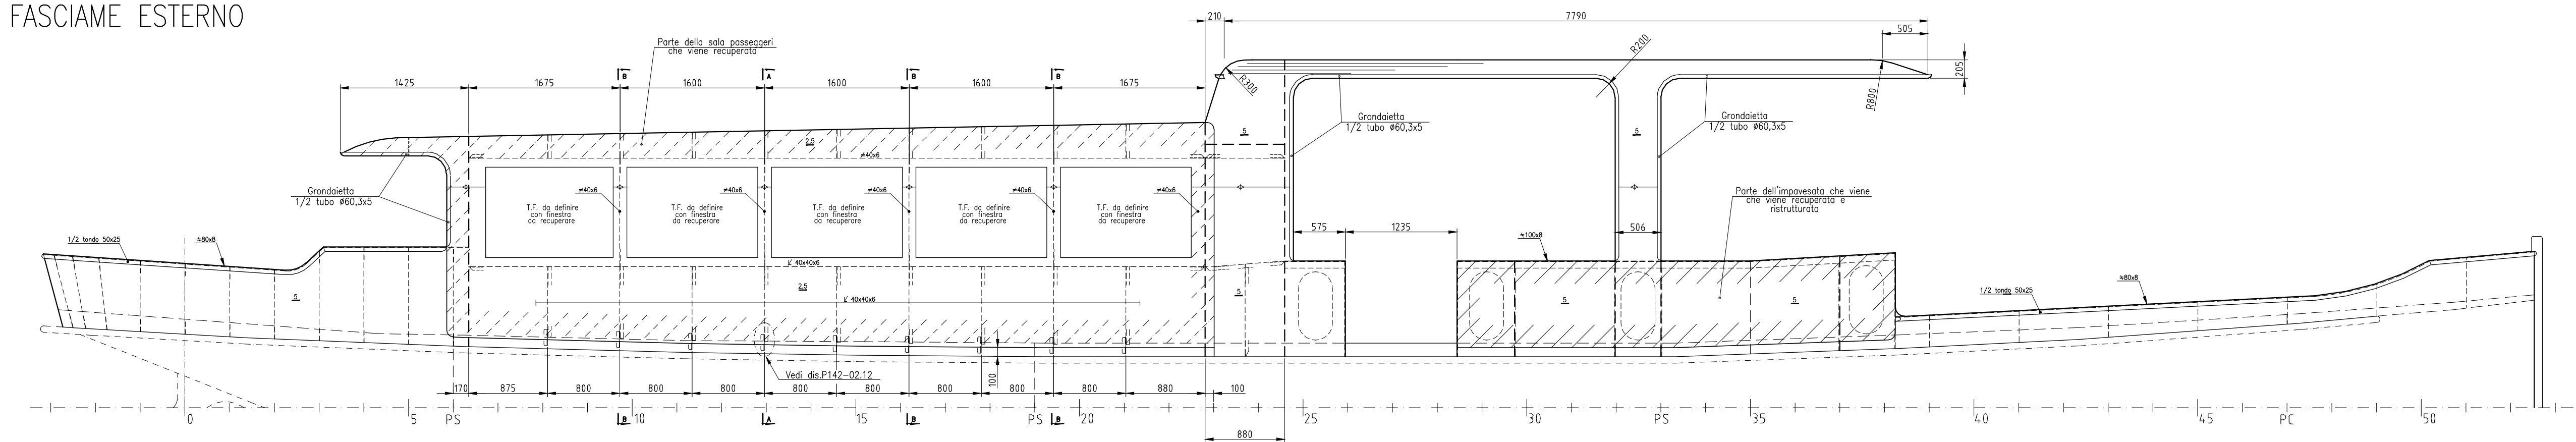 FASCIAME ESTERNO
210
7790
505
205
R300
R200
R800
Parte della sala passeggeri
che viene recuperata
B
A
B
B
1425
1675
1600
1600
1600
1675
Grondaietta
1/2 tubo Ø60,3x5
5
5
Grondaietta
1/2 tubo Ø60,3x5
2,5
≠40x6
Grondaietta
1/2 tubo Ø60,3x5
≠40x6
≠40x6
≠40x6
≠40x6
≠40x6
T.F. da definire
con finestra
da recuperare
T.F. da definire
con finestra
da recuperare
T.F. da definire
con finestra
da recuperare
T.F. da definire
con finestra
da recuperare
T.F. da definire
con finestra
da recuperare
Parte dell'impavesata che viene
che viene recuperata e
ristrutturata
575
1235
506
1/2 tondo 50x25
≠80x8
≠100x8
40x40x6
2,5
40x40x6
5
5
5
5
1/2 tondo 50x25
≠80x8
Vedi dis.P142-02.12
100
170
875
800
800
800
800
800
800
800
880
100
0
5
PS
B
10
A
15
B
PS
B
20
25
30
PS
35
40
45
PC
50
880